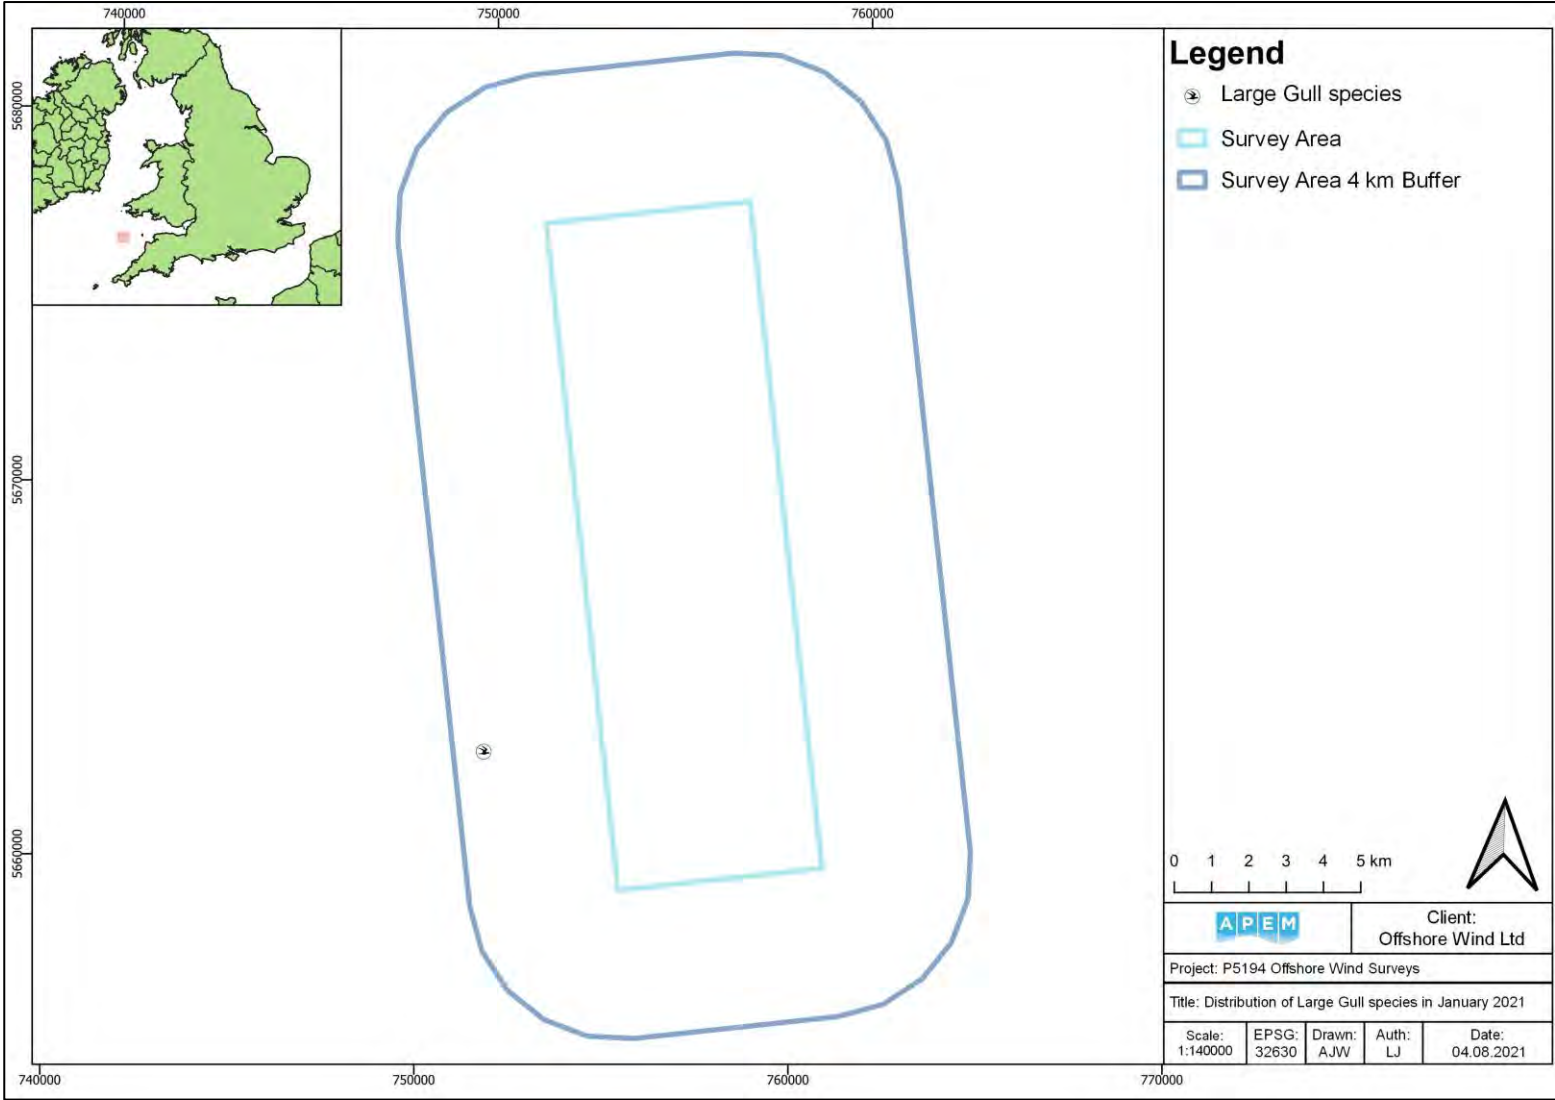 740000
750000
760000
5680000
5670000
5660000
740000
750000
760000
770000
Legend
Large Gull species
Survey Area
Survey Area 4 km Buffer
0 1 2 3 4 5 km
APEM
Client:
Offshore Wind Ltd
Project: P5194 Offshore Wind Surveys
Title: Distribution of Large Gull species in January 2021
Scale:
1:140000
EPSG:
32630
Drawn:
AJW
Auth:
LJ
Date:
04.08.2021